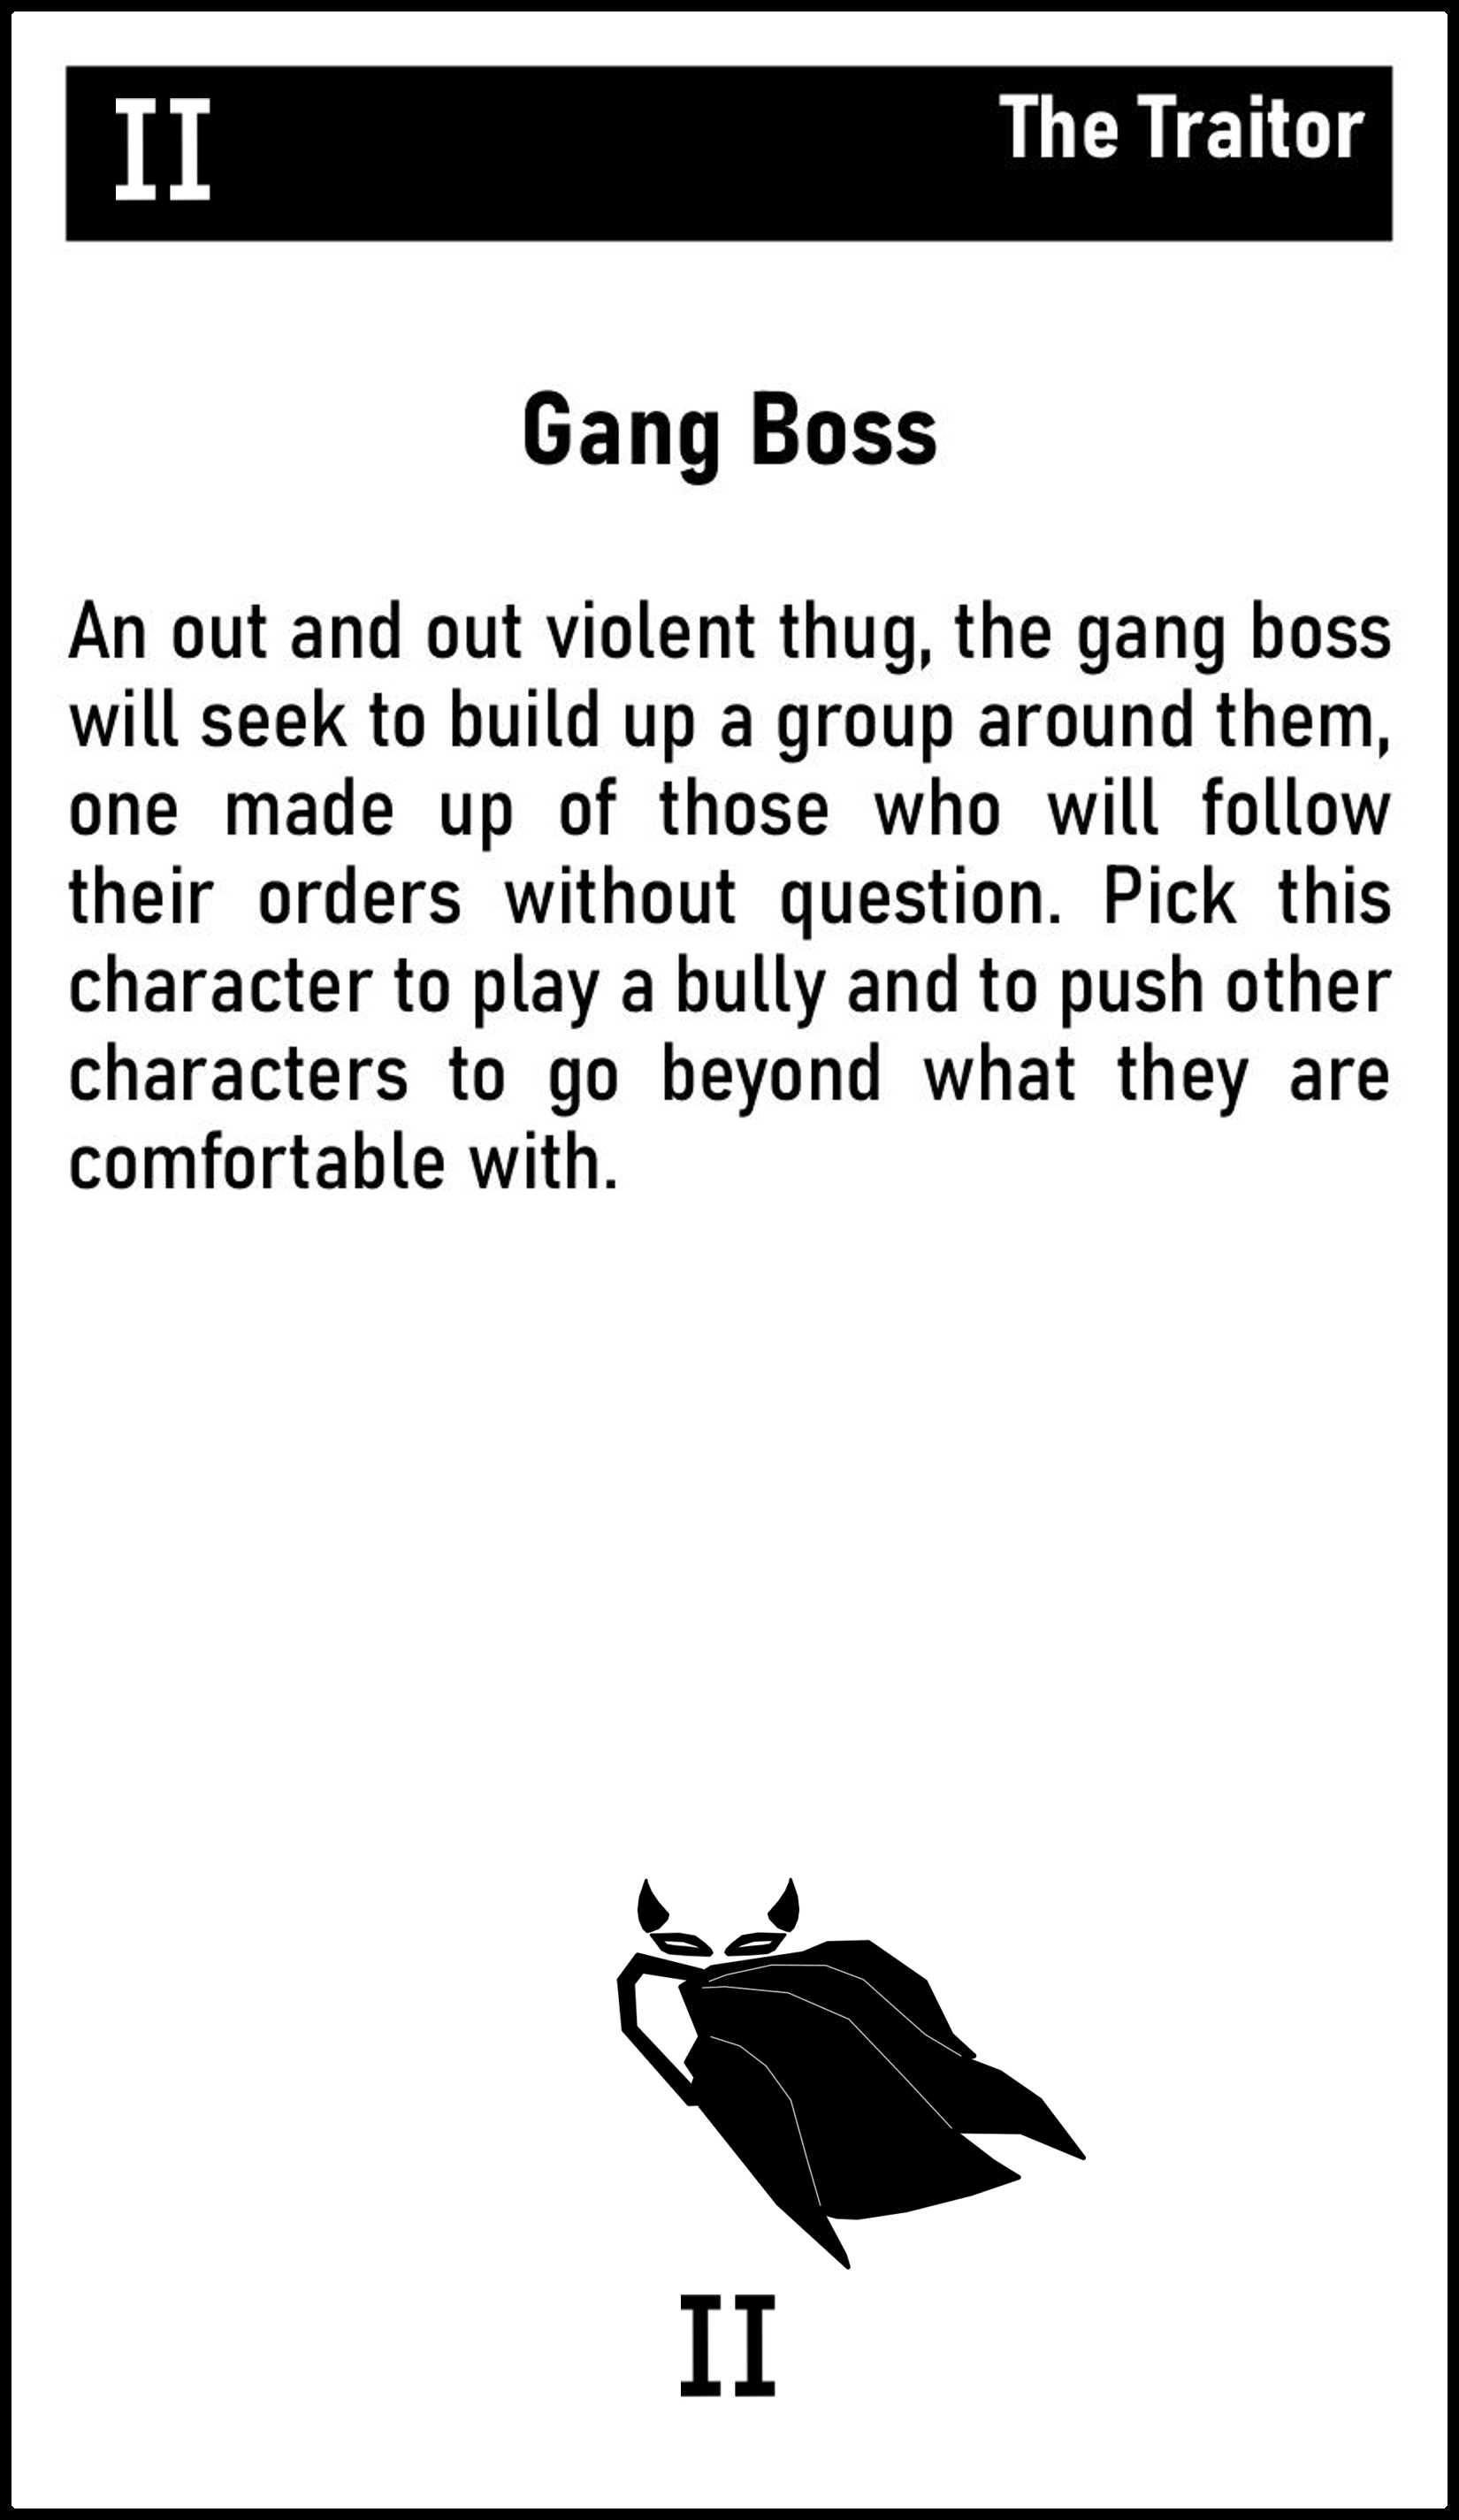 II
The Traitor
Gang Boss
An out and out violent thug, the gang boss
will seek to build up a group around them,
one made up of those who will follow
their orders without question. Pick this
character to play a bully and to push other
characters to go beyond what they are
comfortable with.
II